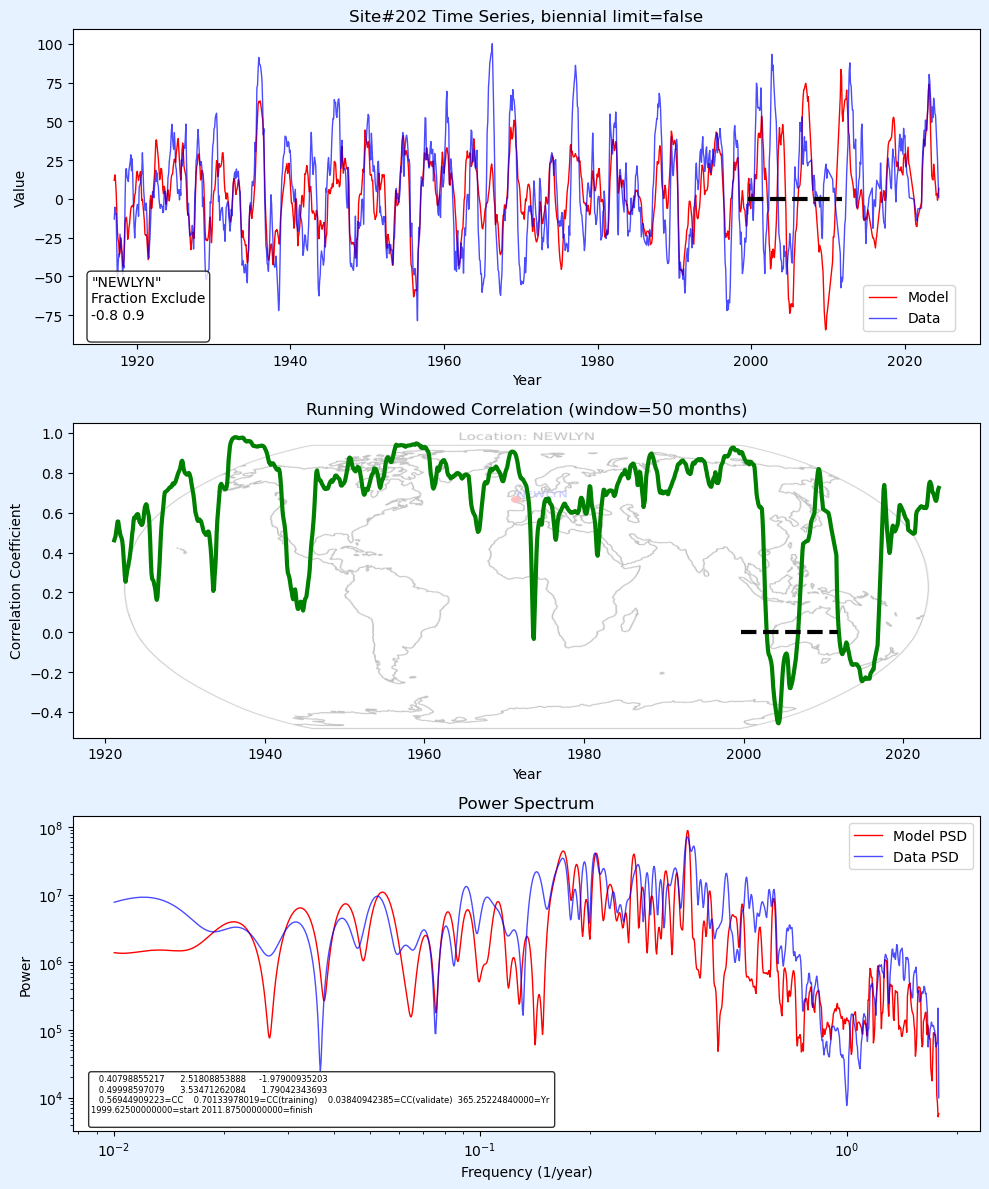 Site#202 Time Series, biennial limit=false
100
75
50
25
0
−25
−50
−75
Value
"NEWLYN"
Fraction Exclude
-0.8 0.9
Model
Data
1920
1940
1960
1980
2000
2020
Year
Running Windowed Correlation (window=50 months)
Location: NEWLYN
NEWLYN
1.0
0.8
0.6
0.4
0.2
0.0
−0.2
−0.4
Correlation Coefficient
1920
1940
1960
1980
2000
2020
Year
Power Spectrum
Model PSD
Data PSD
10⁸
10⁷
10⁶
10⁵
10⁴
Power
0.40798855217 2.51808853888 -1.97900935203
0.49998597079 3.53471262084 1.79042343693
0.56944909223=CC 0.70133978019=CC(training) 0.03840942385=CC(validate) 365.25224840000=Yr
1999.62500000000=start 2011.87500000000=finish
10⁻²
10⁻¹
10⁰
Frequency (1/year)